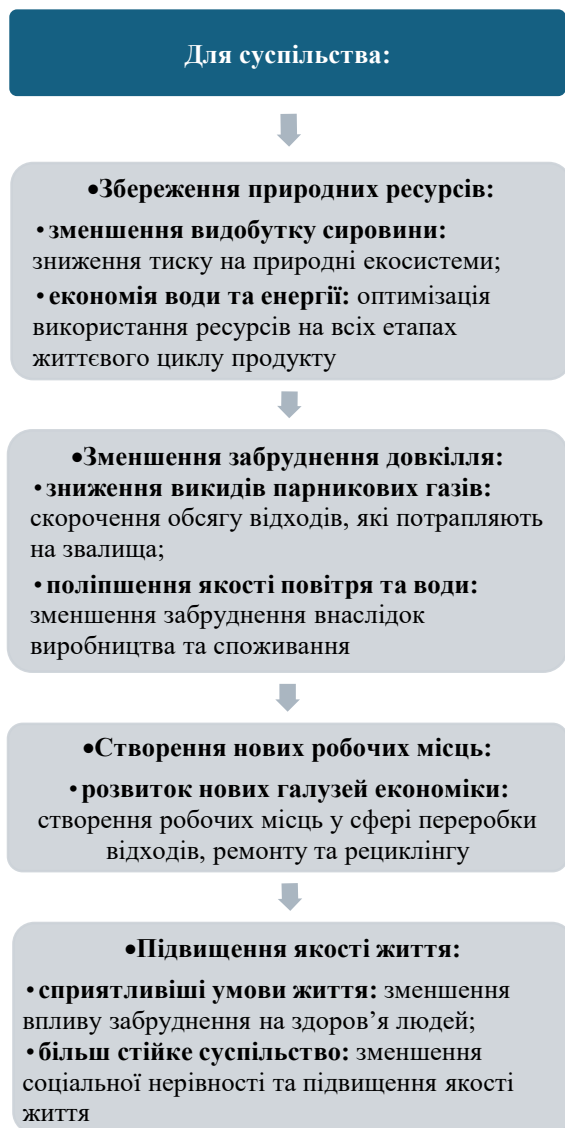 Для суспільства:
•Збереження природних ресурсів:
•зменшення видобутку сировини:
зниження тиску на природні екосистеми;
•економія води та енергії: оптимізація
використання ресурсів на всіх етапах
життєвого циклу продукту
•Зменшення забруднення довкілля:
•зниження викидів парникових газів:
скорочення обсягу відходів, які потрапляють
на звалища;
•поліпшення якості повітря та води:
зменшення забруднення внаслідок
виробництва та споживання
•Створення нових робочих місць:
•розвиток нових галузей економіки:
створення робочих місць у сфері переробки
відходів, ремонту та рециклінгу
•Підвищення якості життя:
•сприятливіші умови життя: зменшення
впливу забруднення на здоров’я людей;
•більш стійке суспільство: зменшення
соціальної нерівності та підвищення якості
життя